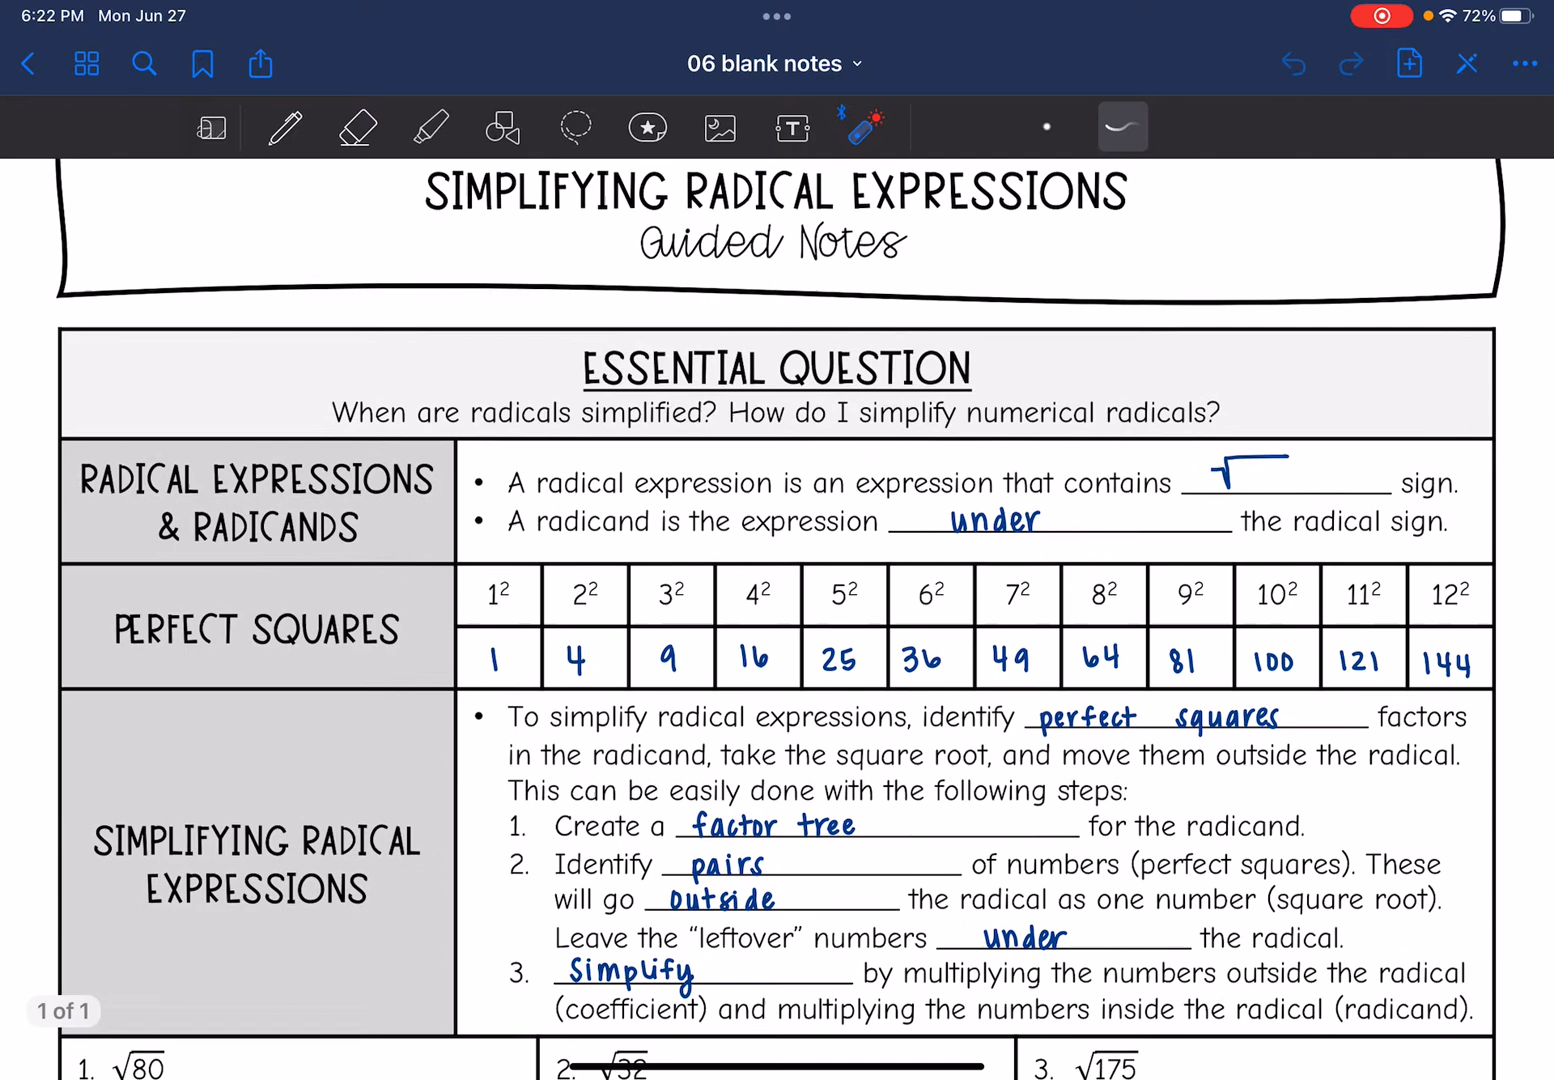 6:22 PM Mon Jun 27
72%
06 blank notes
SIMPLIFYING RADICAL EXPRESSIONS
Guided Notes
ESSENTIAL QUESTION
When are radicals simplified? How do I simplify numerical radicals?
RADICAL EXPRESSIONS
& RADICANDS
• A radical expression is an expression that contains √ sign.
• A radicand is the expression under the radical sign.
PERFECT SQUARES
1² 2² 3² 4² 5² 6² 7² 8² 9² 10² 11² 12²
1 4 9 16 25 36 49 64 81 100 121 144
SIMPLIFYING RADICAL
EXPRESSIONS
• To simplify radical expressions, identify perfect squares factors
in the radicand, take the square root, and move them outside the radical.
This can be easily done with the following steps:
1. Create a factor tree for the radicand.
2. Identify pairs of numbers (perfect squares). These
will go outside the radical as one number (square root).
Leave the “leftover” numbers under the radical.
3. Simplify by multiplying the numbers outside the radical
(coefficient) and multiplying the numbers inside the radical (radicand).
1 of 1
1. √80 2. √32 3. √175